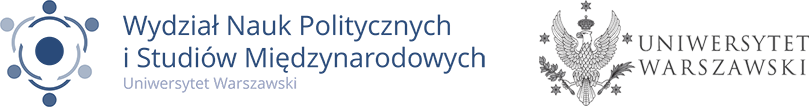 Wydział Nauk Politycznych
i Studiów Międzynarodowych
Uniwersytet Warszawski
UNIWERSYTET
WARSZAWSKI